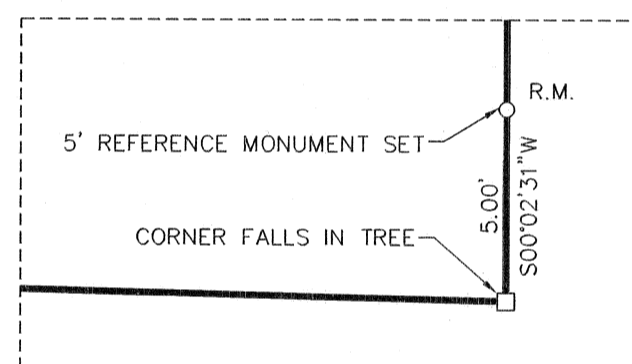 R.M.
5' REFERENCE MONUMENT SET
5.00'
S00°02'31"W
CORNER FALLS IN TREE